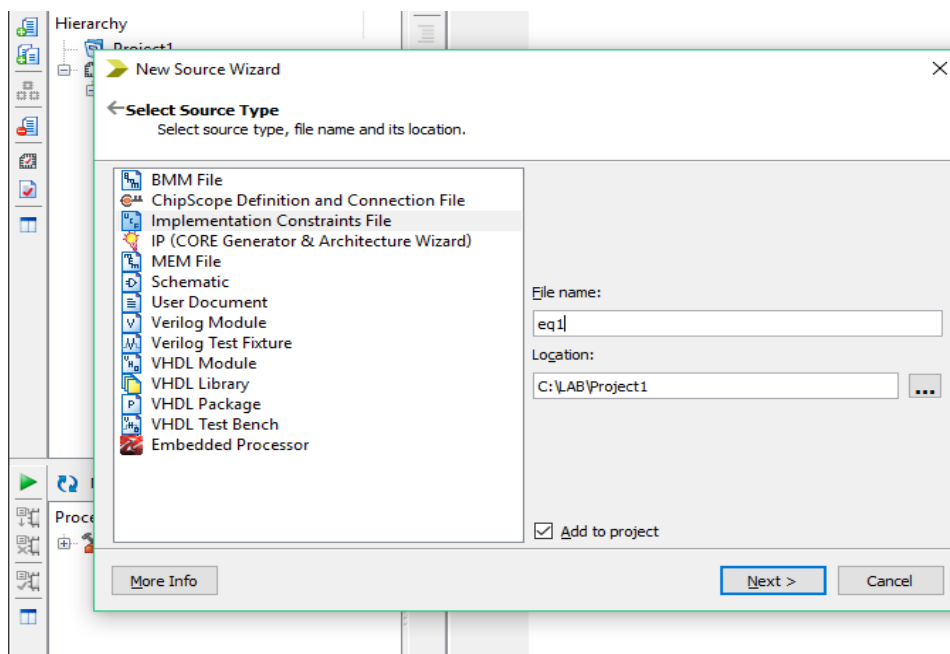 Hierarchy
Project1
New Source Wizard
Select Source Type
Select source type, file name and its location.
BMM File
ChipScope Definition and Connection File
Implementation Constraints File
IP (CORE Generator & Architecture Wizard)
MEM File
Schematic
User Document
Verilog Module
Verilog Test Fixture
VHDL Module
VHDL Library
VHDL Package
VHDL Test Bench
Embedded Processor
File name:
eq1
Location:
C:\LAB\Project1
...
Add to project
More Info
Next >
Cancel
Proce